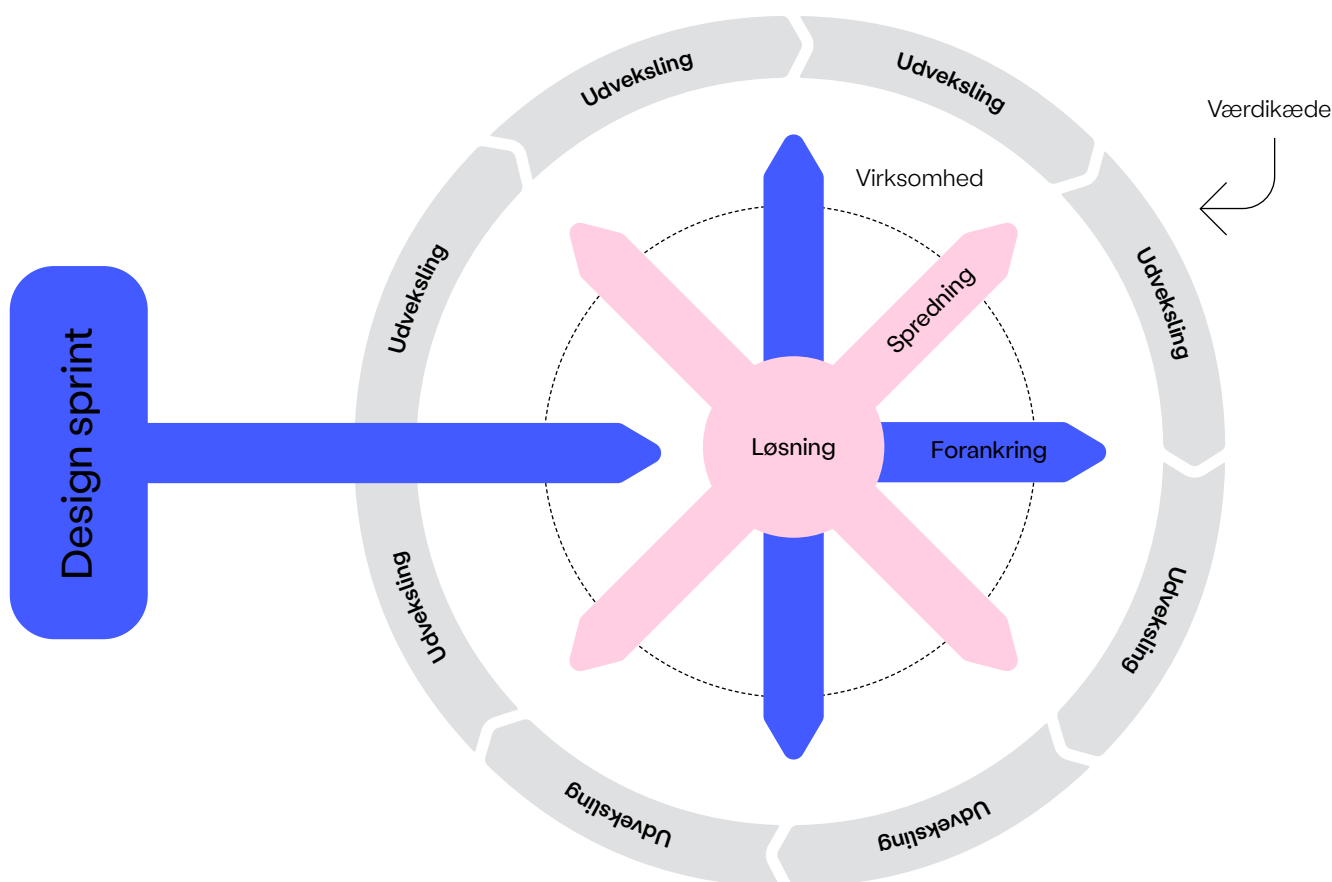 Udveksling
Udveksling
Værdikæde
Virksomhed
Udveksling
Udveksling
Spredning
Design sprint
Løsning
Forankring
Udveksling
Udveksling
Udveksling
Udveksling